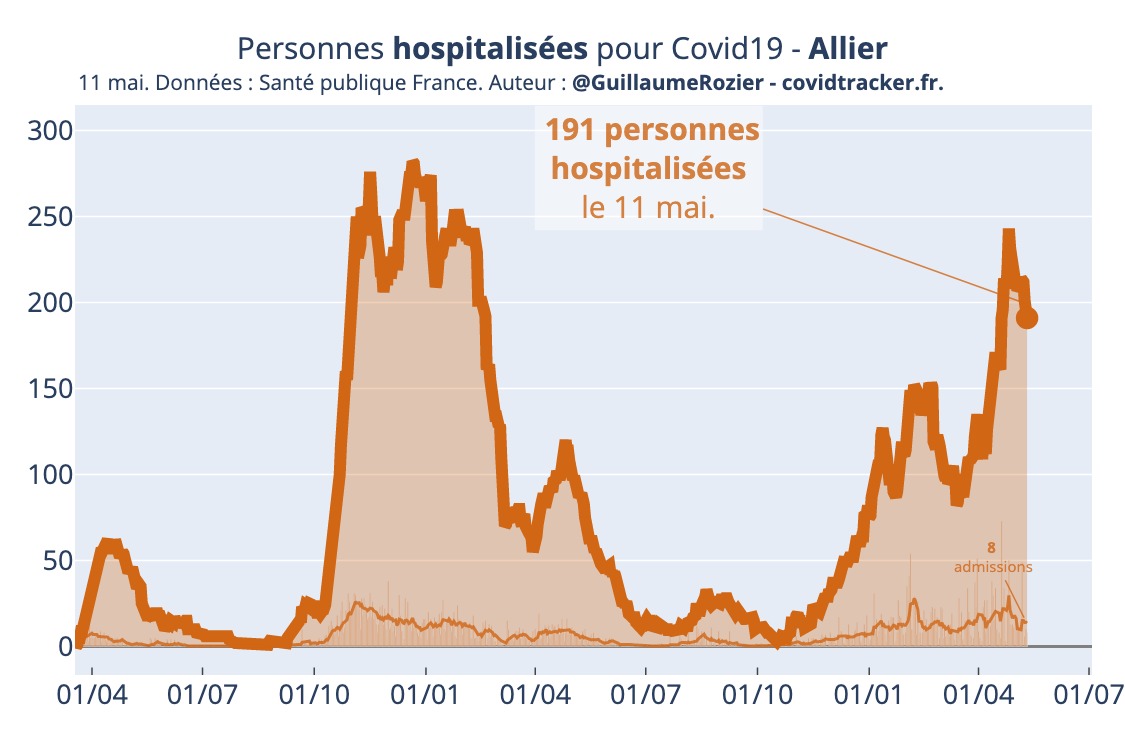 Personnes hospitalisées pour Covid19 - Allier
11 mai. Données : Santé publique France. Auteur : @GuillaumeRozier - covidtracker.fr.
191 personnes
hospitalisées
le 11 mai.
300
250
200
150
100
50
0
8
admissions
01/04 01/07 01/10 01/01 01/04 01/07 01/10 01/01 01/04 01/07